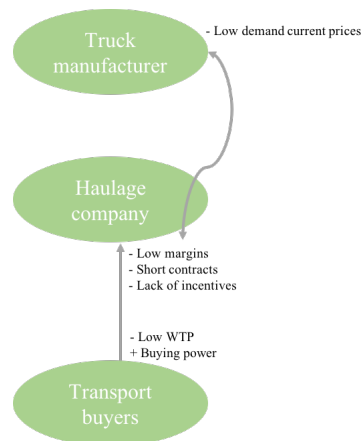 Truck
manufacturer
- Low demand current prices
Haulage
company
- Low margins
- Short contracts
- Lack of incentives
- Low WTP
+ Buying power
Transport
buyers